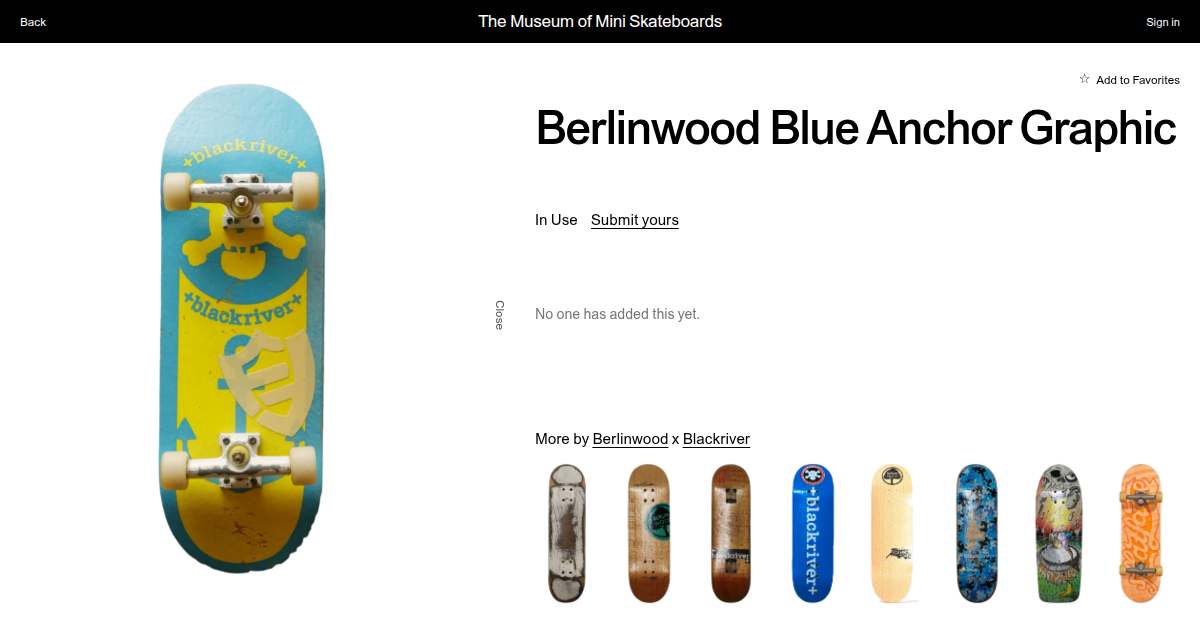 Back
The Museum of Mini Skateboards
Sign in
☆ Add to Favorites
Berlinwood Blue Anchor Graphic
+blackriver+
+blackriver+
In Use Submit yours
Close
No one has added this yet.
More by Berlinwood x Blackriver
+blackriver+